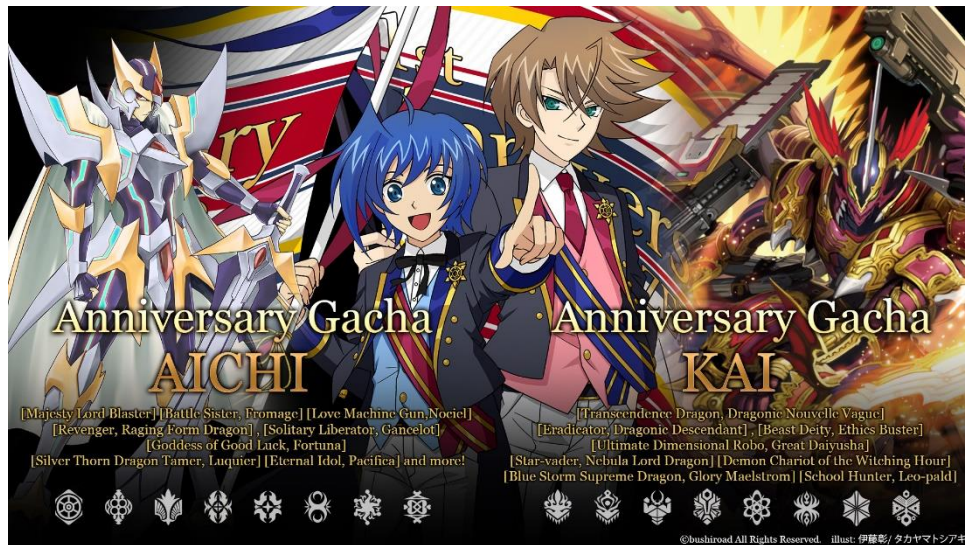 st
ry
er
ver
Anniversary Gacha
AICHI
[Majesty Lord Blaster] [Battle Sister, Fromage] [Love Machine Gun,Nociel]
[Revenger, Raging Form Dragon] , [Solitary Liberator, Gancelot]
[Goddess of Good Luck, Fortuna]
[Silver Thorn Dragon Tamer, Luquier] [Eternal Idol, Pacifica] and more!
Anniversary Gacha
KAI
[Transcendence Dragon, Dragonic Nouvelle Vague]
[Eradicator, Dragonic Descendant] , [Beast Deity, Ethics Buster]
[Ultimate Dimensional Robo, Great Daiyusha]
[Star-vader, Nebula Lord Dragon] [Demon Chariot of the Witching Hour]
[Blue Storm Supreme Dragon, Glory Maelstrom] [School Hunter, Leo-pald]
©bushiroad All Rights Reserved. illust: 伊藤彰/タカヤマトシアキ